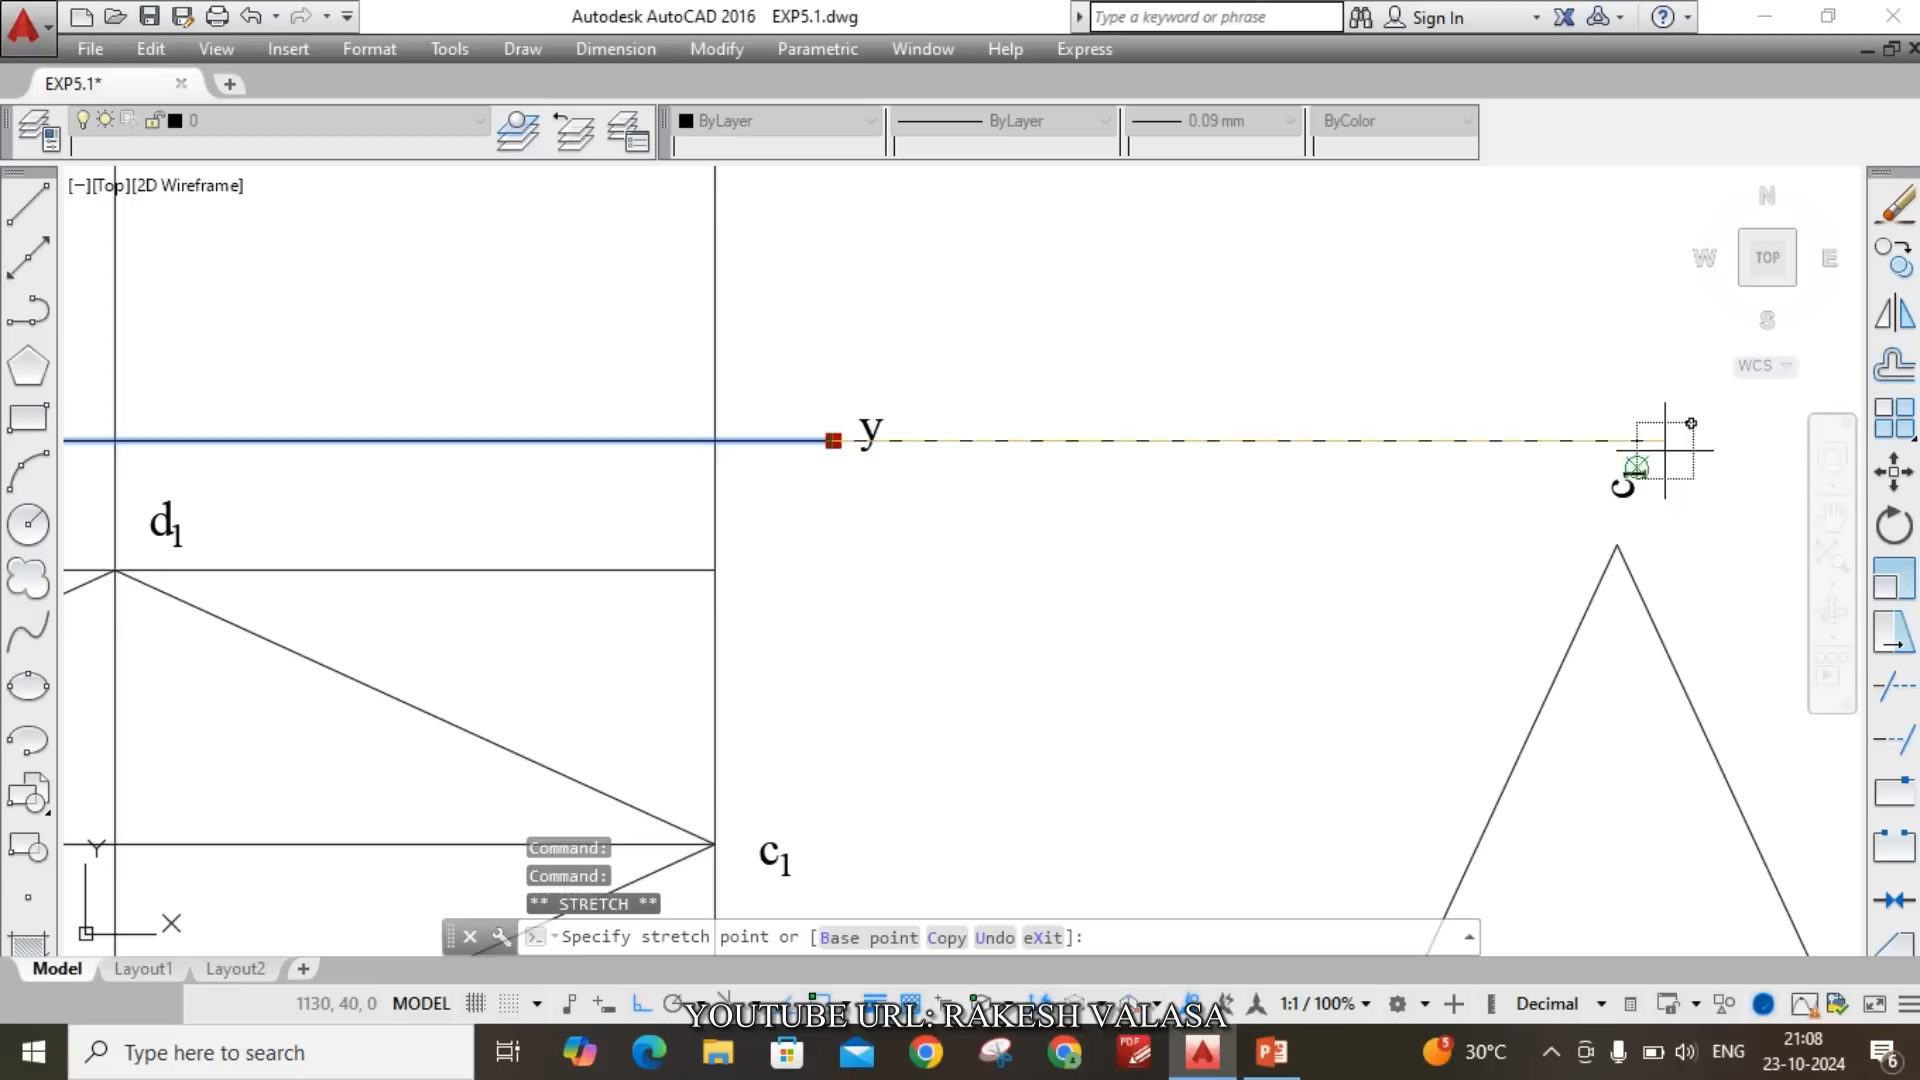 Autodesk AutoCAD 2016 EXP5.1.dwg
Type a keyword or phrase
Sign In
File Edit View Insert Format Tools Draw Dimension Modify Parametric Window Help Express
EXP5.1*
0
ByLayer
ByLayer
0.09 mm
ByColor
[−][Top][2D Wireframe]
N
W TOP E
S
WCS
y
c
d1
c1
Y
X
Command:
Command:
** STRETCH **
Specify stretch point or [Base point Copy Undo eXit]:
Model Layout1 Layout2
1130, 40, 0 MODEL
1:1 / 100%
Decimal
YOUTUBE URL: RAKESH VALASA
Type here to search
PDF
5
30°C
ENG
21:08
23-10-2024
6